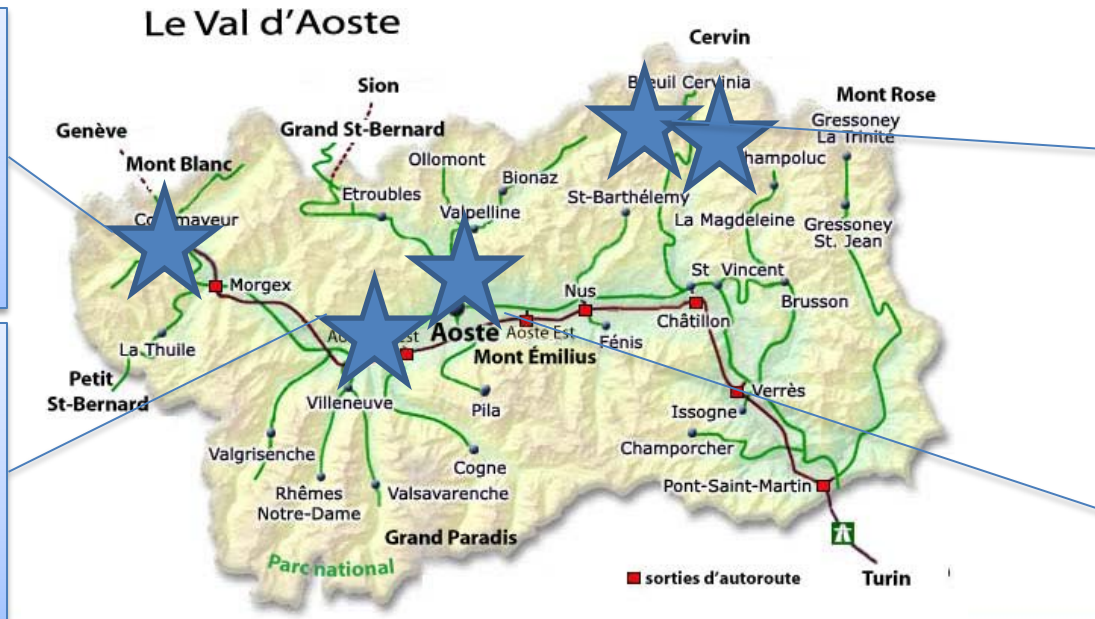 Le Val d'Aoste
Cervin
Sion
Mont Rose
Genève
Grand St-Bernard
Mont Blanc
Gressoney
La Trinité
Ollomont
Bionaz
Etroubles
St-Barthélemy
Valpelline
La Magdeleine
Gressoney
St. Jean
Morgex
St Vincent
Nus
Brusson
Châtillon
La Thuile
Aoste
Aoste Est
Fénis
Mont Émilius
Petit
St-Bernard
Villeneuve
Pila
Verrès
Issogne
Valgrisenche
Champorcher
Cogne
Rhêmes
Notre-Dame
Valsavarenche
Pont-Saint-Martin
Grand Paradis
Parc national
sorties d'autoroute
Turin